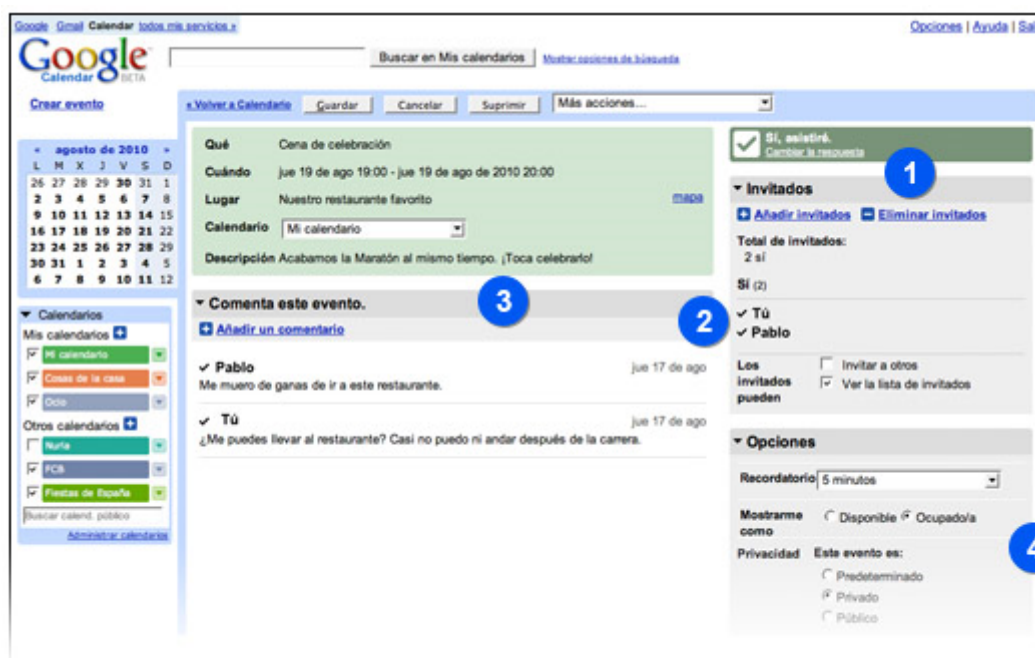 Google Gmail Calendar todos mis servicios »
Opciones | Ayuda | Sal
Google
Calendar BETA
Buscar en Mis calendarios
Mostrar opciones de búsqueda
Crear evento
« Volver a Calendario Guardar Cancelar Suprimir Más acciones...
« agosto de 2010 »
L M X J V S D
26 27 28 29 30 31 1
2 3 4 5 6 7 8
9 10 11 12 13 14 15
16 17 18 19 20 21 22
23 24 25 26 27 28 29
30 31 1 2 3 4 5
6 7 8 9 10 11 12
Calendarios
Mis calendarios
Mi calendario
Cosas de la casa
Ocio
Otros calendarios
Nuria
FCB
Fiestas de España
Buscar calend. público
Administrar calendarios
Qué Cena de celebración
Cuándo jue 19 de ago 19:00 - jue 19 de ago de 2010 20:00
Lugar Nuestro restaurante favorito mapa
Calendario Mi calendario
Descripción Acabamos la Maratón al mismo tiempo. ¡Toca celebrarlo!
3
Comenta este evento.
Añadir un comentario
2
Pablo jue 17 de ago
Me muero de ganas de ir a este restaurante.
Tú jue 17 de ago
¿Me puedes llevar al restaurante? Casi no puedo ni andar después de la carrera.
Sí, asistiré.
Cambiar la respuesta
1
Invitados
Añadir invitados Eliminar invitados
Total de invitados:
2 sí
Sí (2)
Tú
Pablo
Los invitados pueden
Invitar a otros
Ver la lista de invitados
Opciones
Recordatorio 5 minutos
Mostrarme como
Disponible Ocupado/a
4
Privacidad Este evento es:
Predeterminado
Privado
Público